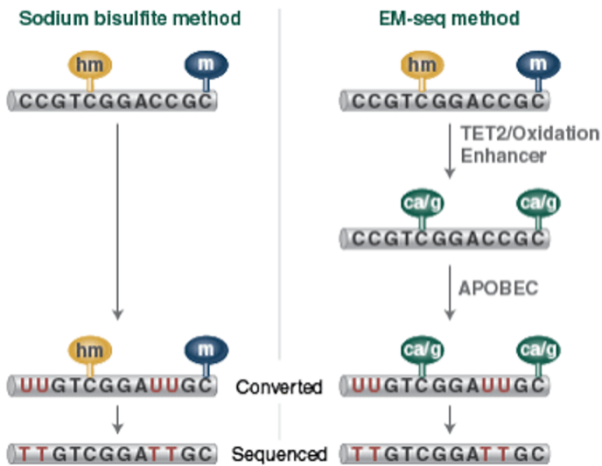 Sodium bisulfite method
EM-seq method
hm
m
CCGTCGGACCGC
hm
m
CCGTCGGACCGC
TET2/Oxidation
Enhancer
ca/g
ca/g
CCGTCGGACCGC
APOBEC
hm
m
UUGTCGGAUUGC
Converted
ca/g
ca/g
UUGTCGGAUUGC
TTGTCGGATTGC
Sequenced
TTGTCGGATTGC